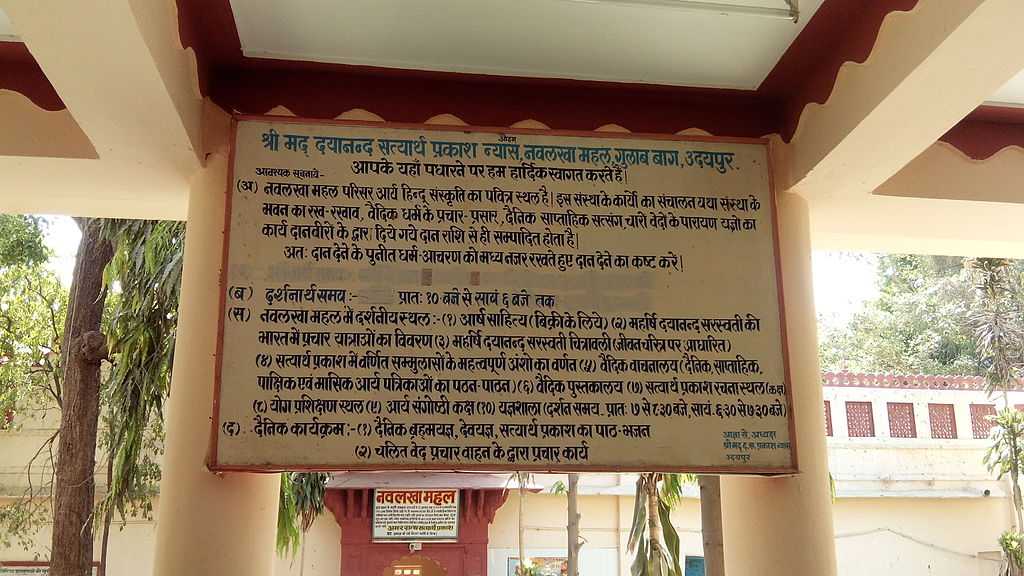 ओ३म
श्री मद् दयानन्द सत्यार्थ प्रकाश न्यास, नवलखा महल, गुलाब बाग, उदयपुर.
आपके यहाँ पधारने पर हम हार्दिक स्वागत करते हैं|
आवश्यक सूचनाये:-
(अ) नवलखा महल परिसर आर्य हिन्द संस्कृति का पवित्र स्थल है| इस संस्था के कार्यो का संचालन यथा संस्था के
भवन का रख-रखाव, वैदिक धर्म के प्रचार-प्रसार, दैनिक साप्ताहिक सत्संग, चारो वेदो के पारायण यज्ञो का
कार्य दानवीरो के द्वारा दिये गये दान राशि से ही सम्पादित होता है|
अतः दान देने के पुनीत धर्म-आचरण को मध्य नजर रखते हुए दान देने का कष्ट करे|
(ब) दर्शनार्थ समय:- प्रातः १० बजे से सायं ६ बजे तक
(स) नवलखा महल में दर्शनीय स्थल:-(१) आर्ष साहित्य (बिक्री के लिये) (२) महर्षि दयानन्द सरस्वती की
भारत में प्रचार यात्राओं का विवरण (३) महर्षि दयानन्द सरस्वती चित्रावली (जीवन चरित्र पर आधारित)
(४) सत्यार्थ प्रकाश में वर्णित सम्मुलासों के महत्वपूर्ण अंशो का वर्णन (५) वैदिक वाचनालय (दैनिक, साप्ताहिक,
पाक्षिक एवं मासिक आर्य पत्रिकाओं का पठन-पाठन) (६) वैदिक पुस्तकालय (७) सत्यार्थ प्रकाश रचना स्थल (कक्ष)
(८) योग प्रशिक्षण स्थल (९) आर्य संगोष्ठी कक्ष (१०) यज्ञशाला (दर्शन समय. प्रातः ७ से ८.३० बजे, सायं. ६.३० से ७.३० बजे)
(द). दैनिक कार्यक्रम:-(१) दैनिक ब्रह्मयज्ञ, देवयज्ञ, सत्यार्थ प्रकाश का पाठ-भजन
(२) चलित वेद प्रचार वाहन के द्वारा प्रचार कार्य
आज्ञा से, अध्यक्ष
श्रीमद् द. स. प्रकाश न्यास
उदयपुर
नवलखा महल